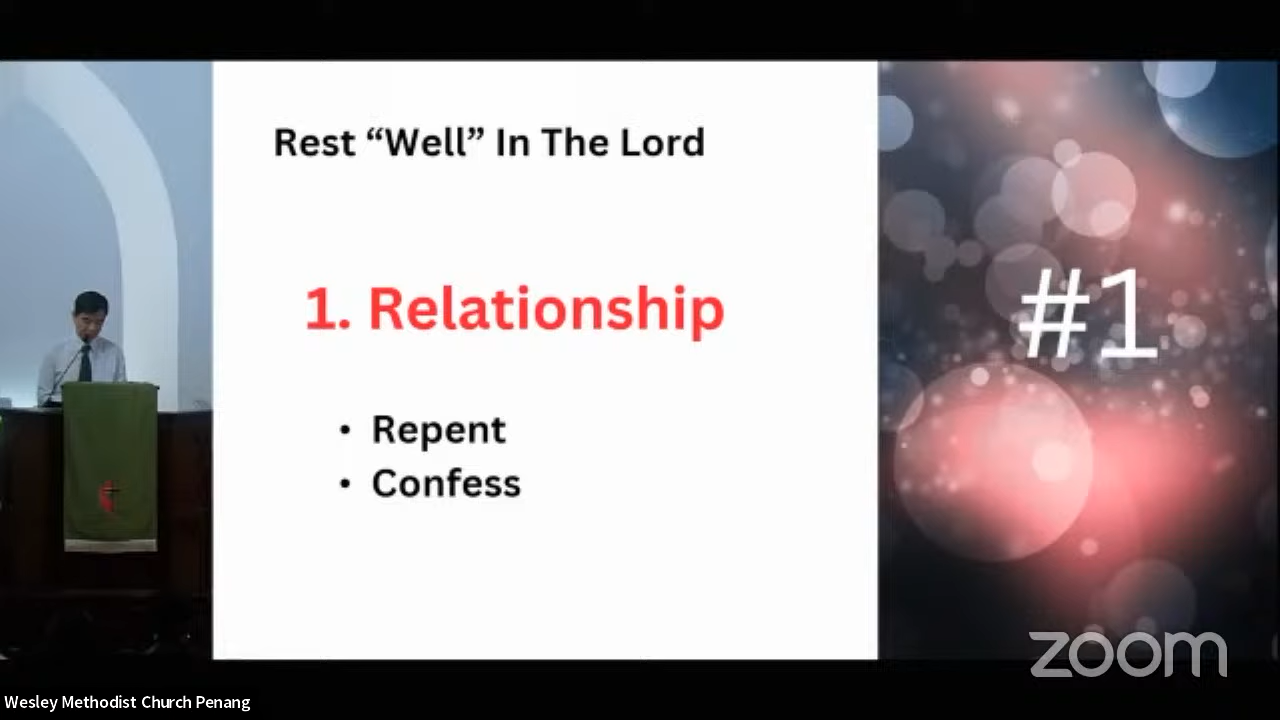 Rest “Well” In The Lord
1. Relationship
• Repent
• Confess
#1
zoom
Wesley Methodist Church Penang